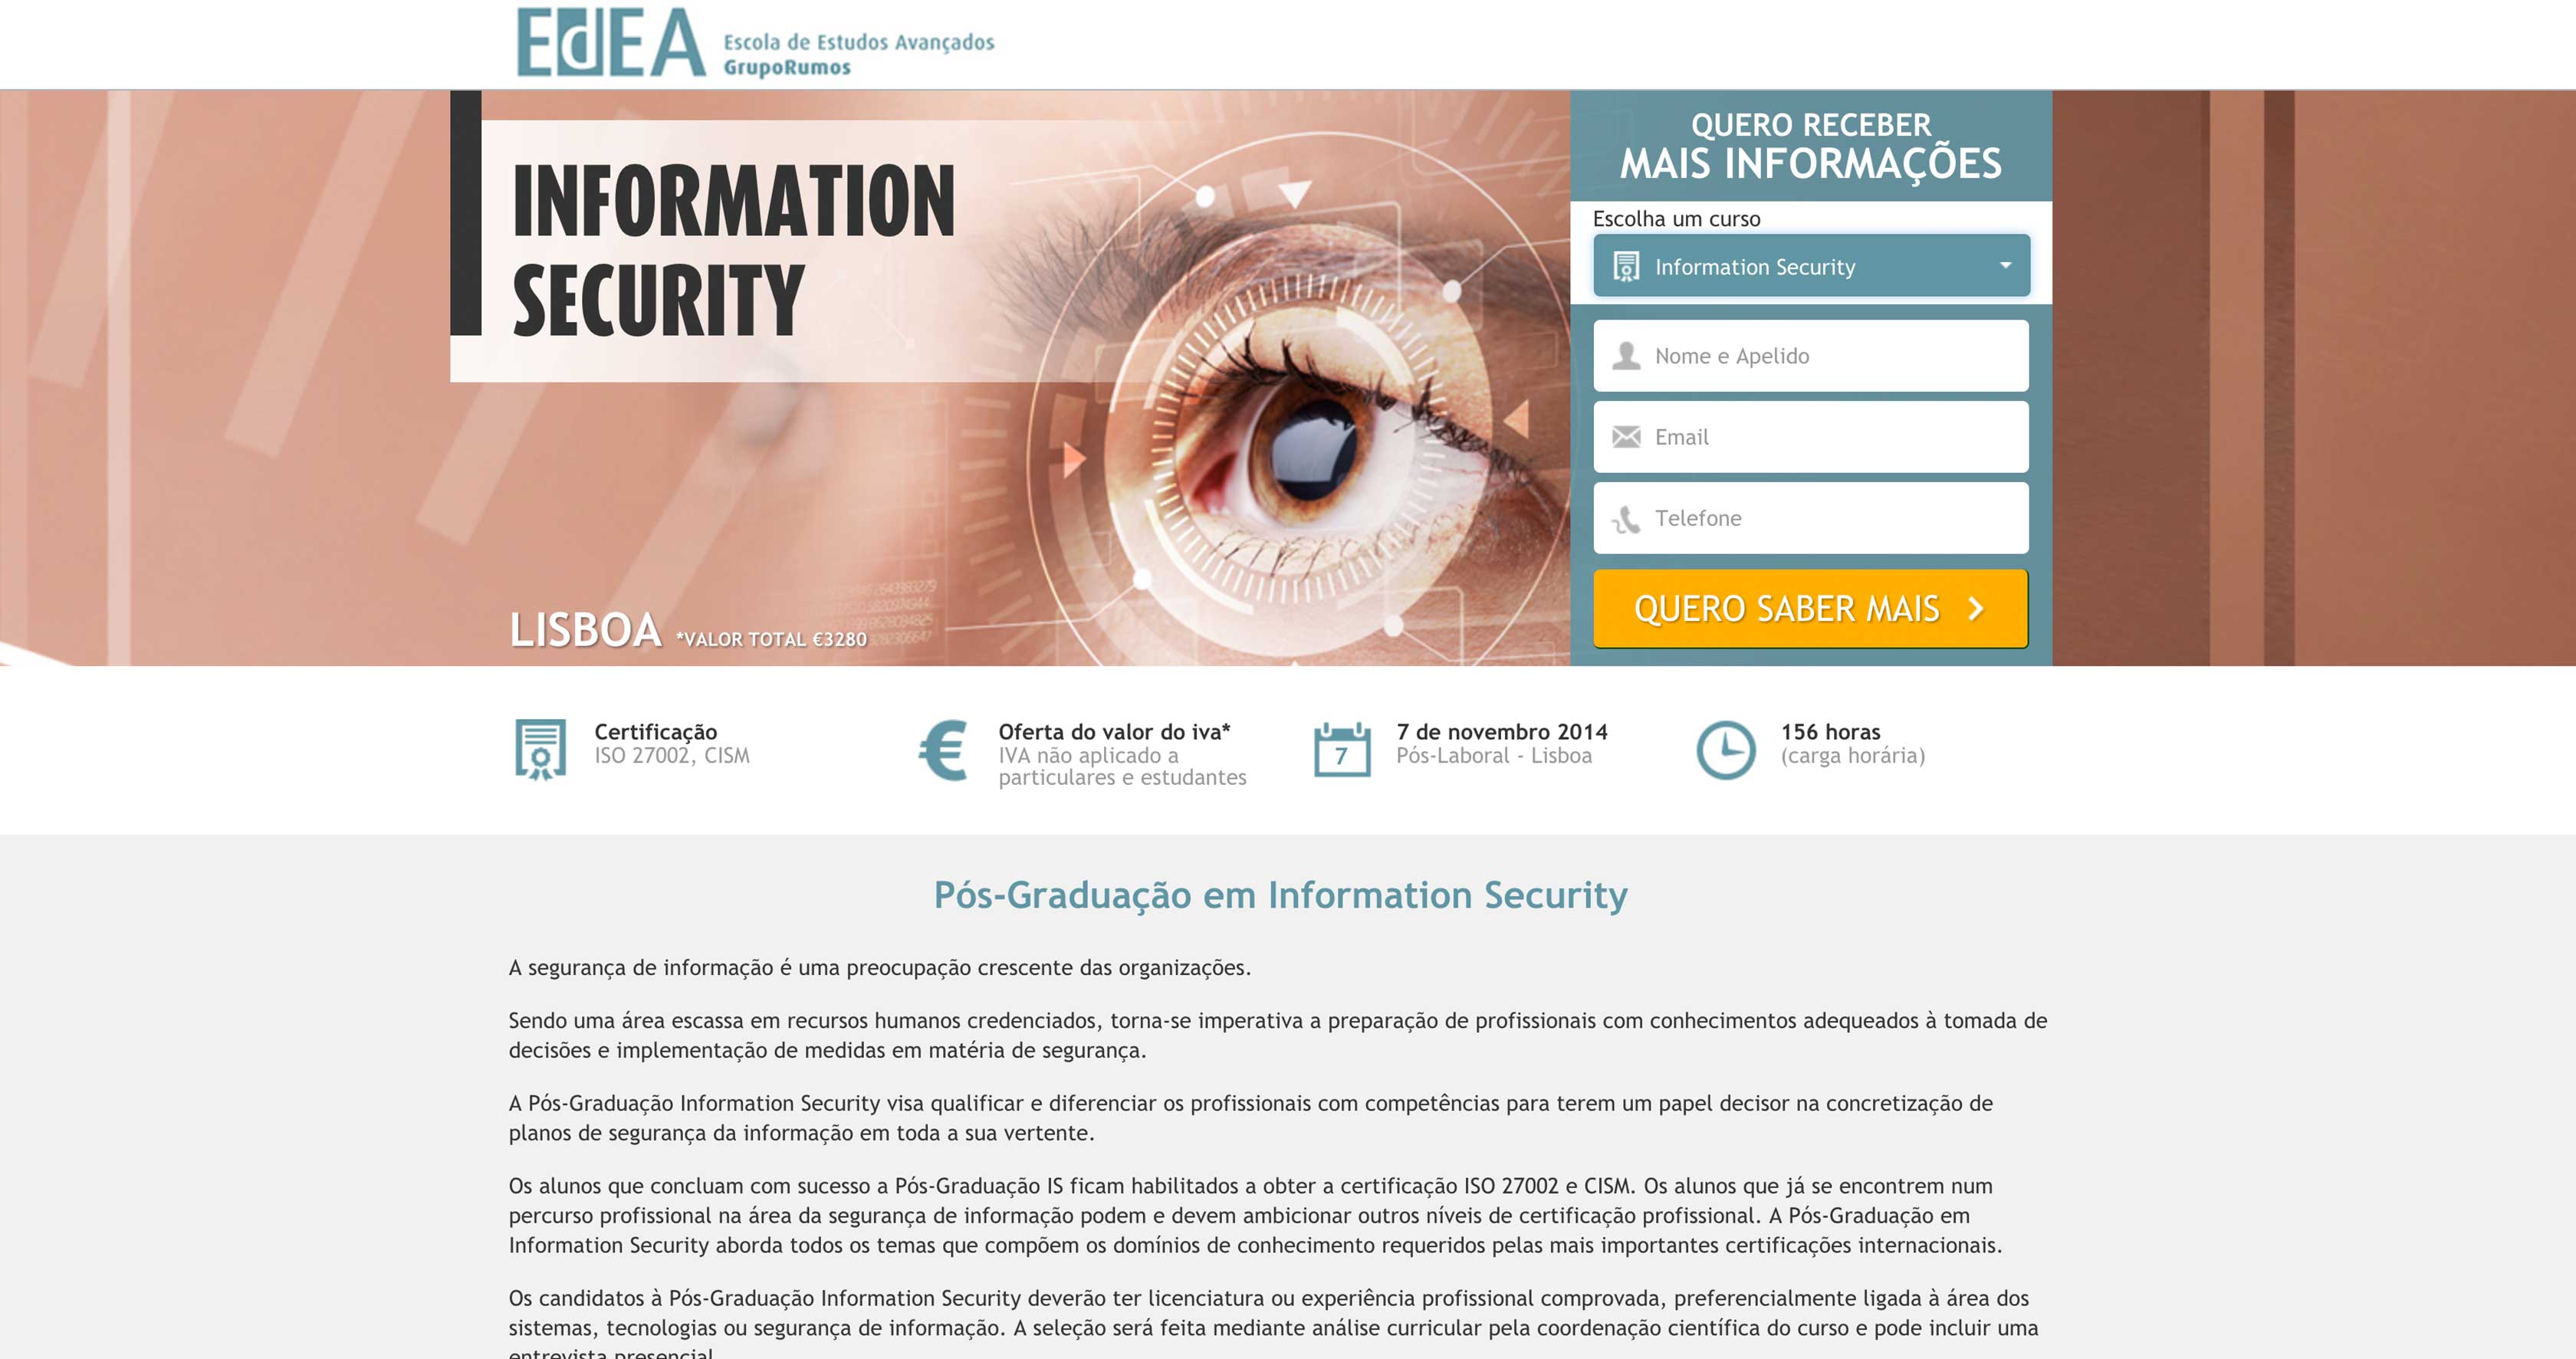 EdEA
Escola de Estudos Avançados
GrupoRumos
INFORMATION
SECURITY
LISBOA *VALOR TOTAL €3280
QUERO RECEBER
MAIS INFORMAÇÕES
Escolha um curso
Information Security
Nome e Apelido
Email
Telefone
QUERO SABER MAIS
Certificação
ISO 27002, CISM
Oferta do valor do iva*
IVA não aplicado a
particulares e estudantes
7
7 de novembro 2014
Pós-Laboral - Lisboa
156 horas
(carga horária)
Pós-Graduação em Information Security
A segurança de informação é uma preocupação crescente das organizações.
Sendo uma área escassa em recursos humanos credenciados, torna-se imperativa a preparação de profissionais com conhecimentos adequeados à tomada de
decisões e implementação de medidas em matéria de segurança.
A Pós-Graduação Information Security visa qualificar e diferenciar os profissionais com competências para terem um papel decisor na concretização de
planos de segurança da informação em toda a sua vertente.
Os alunos que concluam com sucesso a Pós-Graduação IS ficam habilitados a obter a certificação ISO 27002 e CISM. Os alunos que já se encontrem num
percurso profissional na área da segurança de informação podem e devem ambicionar outros níveis de certificação profissional. A Pós-Graduação em
Information Security aborda todos os temas que compõem os domínios de conhecimento requeridos pelas mais importantes certificações internacionais.
Os candidatos à Pós-Graduação Information Security deverão ter licenciatura ou experiência profissional comprovada, preferencialmente ligada à área dos
sistemas, tecnologias ou segurança de informação. A seleção será feita mediante análise curricular pela coordenação científica do curso e pode incluir uma
entrevista presencial